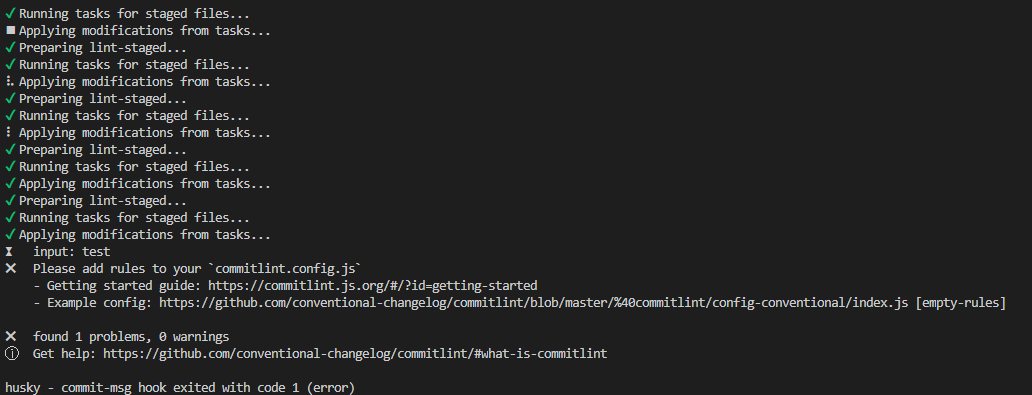 ✓ Running tasks for staged files...
■ Applying modifications from tasks...
✓ Preparing lint-staged...
✓ Running tasks for staged files...
⠧ Applying modifications from tasks...
✓ Preparing lint-staged...
✓ Running tasks for staged files...
⠇ Applying modifications from tasks...
✓ Preparing lint-staged...
✓ Running tasks for staged files...
✓ Applying modifications from tasks...
✓ Preparing lint-staged...
✓ Running tasks for staged files...
✓ Applying modifications from tasks...
⧗   input: test
✖   Please add rules to your `commitlint.config.js`
    - Getting started guide: https://commitlint.js.org/#/?id=getting-started
    - Example config: https://github.com/conventional-changelog/commitlint/blob/master/%40commitlint/config-conventional/index.js [empty-rules]
✖   found 1 problems, 0 warnings
ⓘ   Get help: https://github.com/conventional-changelog/commitlint/#what-is-commitlint
husky - commit-msg hook exited with code 1 (error)